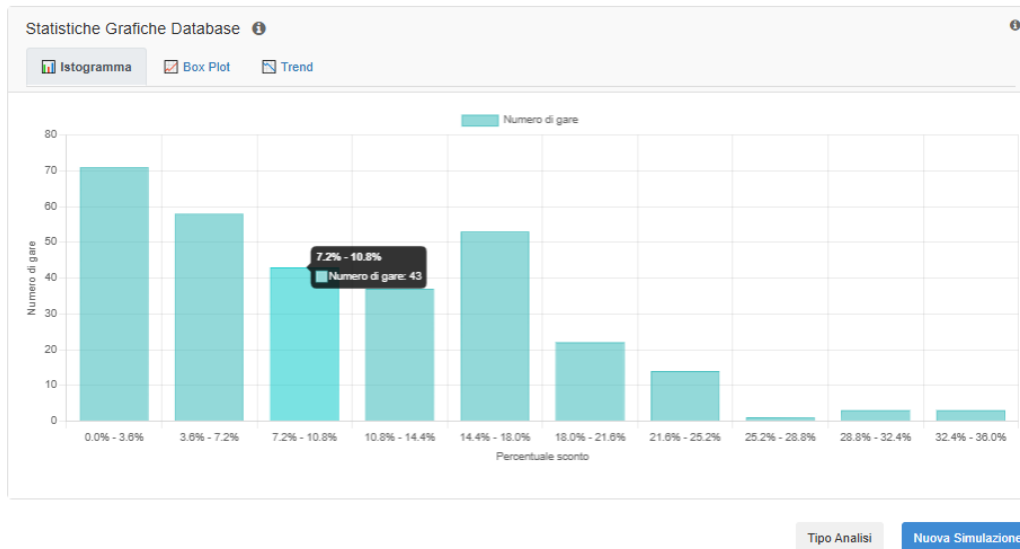 Statistiche Grafiche Database
Istogramma Box Plot Trend
Numero di gare
80
70
60
50
40
30
20
10
0
Numero di gare
7.2% - 10.8%
Numero di gare: 43
0.0% - 3.6% 3.6% - 7.2% 7.2% - 10.8% 10.8% - 14.4% 14.4% - 18.0% 18.0% - 21.6% 21.6% - 25.2% 25.2% - 28.8% 28.8% - 32.4% 32.4% - 36.0%
Percentuale sconto
Tipo Analisi Nuova Simulazione